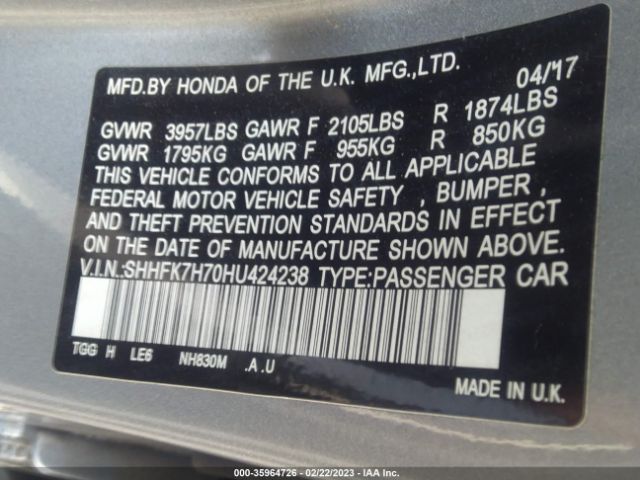 MFD.BY HONDA OF THE U.K. MFG.,LTD. 04/17
GVWR 3957LBS GAWR F 2105LBS R 1874LBS
GVWR 1795KG GAWR F 955KG R 850KG
THIS VEHICLE CONFORMS TO ALL APPLICABLE
FEDERAL MOTOR VEHICLE SAFETY , BUMPER ,
AND THEFT PREVENTION STANDARDS IN EFFECT
ON THE DATE OF MANUFACTURE SHOWN ABOVE.
V.I.N.:SHHFK7H70HU424238 TYPE:PASSENGER CAR
TGG H LE6 NH830M .A .U
MADE IN U.K.
000-35964726 - 02/22/2023 - IAA Inc.